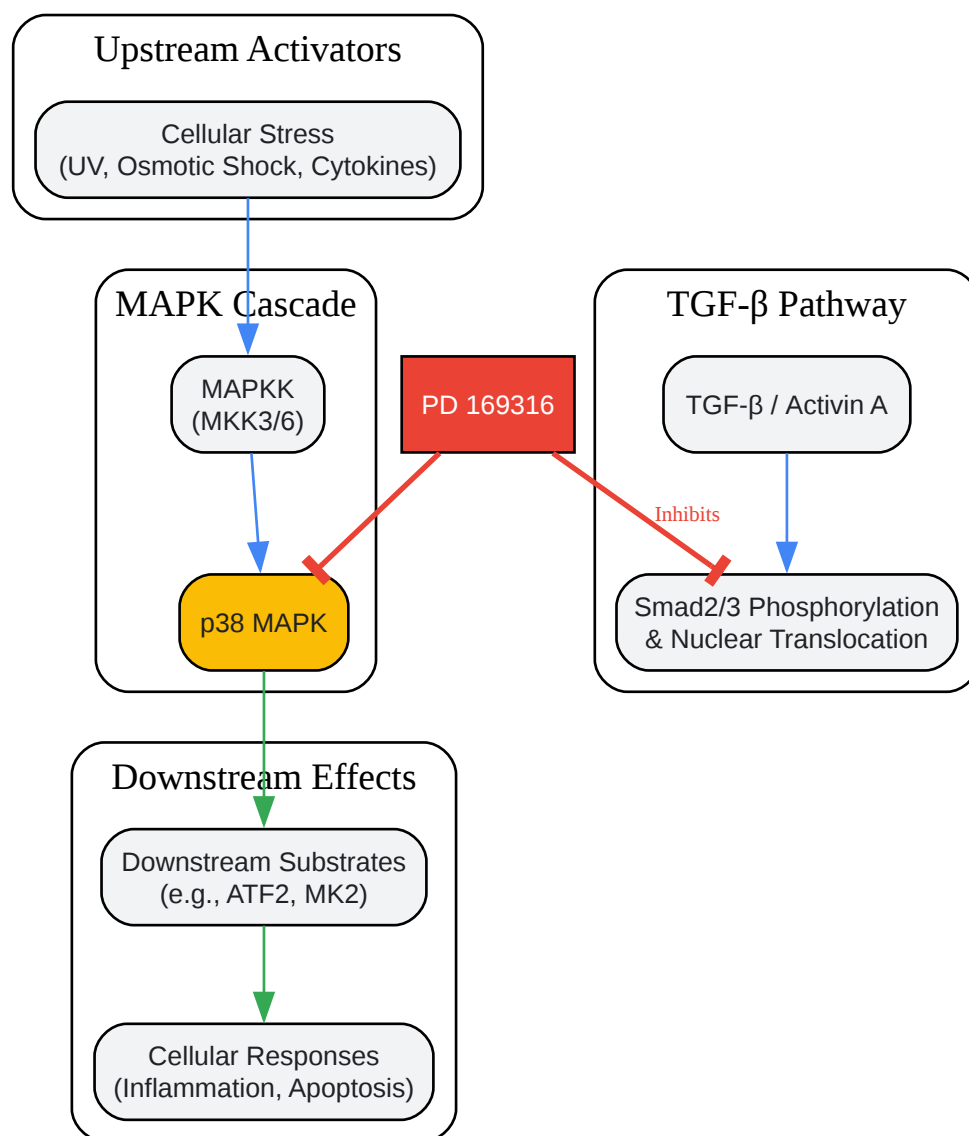 Upstream Activators
Cellular Stress
(UV, Osmotic Shock, Cytokines)
MAPK Cascade
MAPKK
(MKK3/6)
p38 MAPK
PD 169316
Inhibits
TGF-β Pathway
TGF-β / Activin A
Smad2/3 Phosphorylation
& Nuclear Translocation
Downstream Effects
Downstream Substrates
(e.g., ATF2, MK2)
Cellular Responses
(Inflammation, Apoptosis)